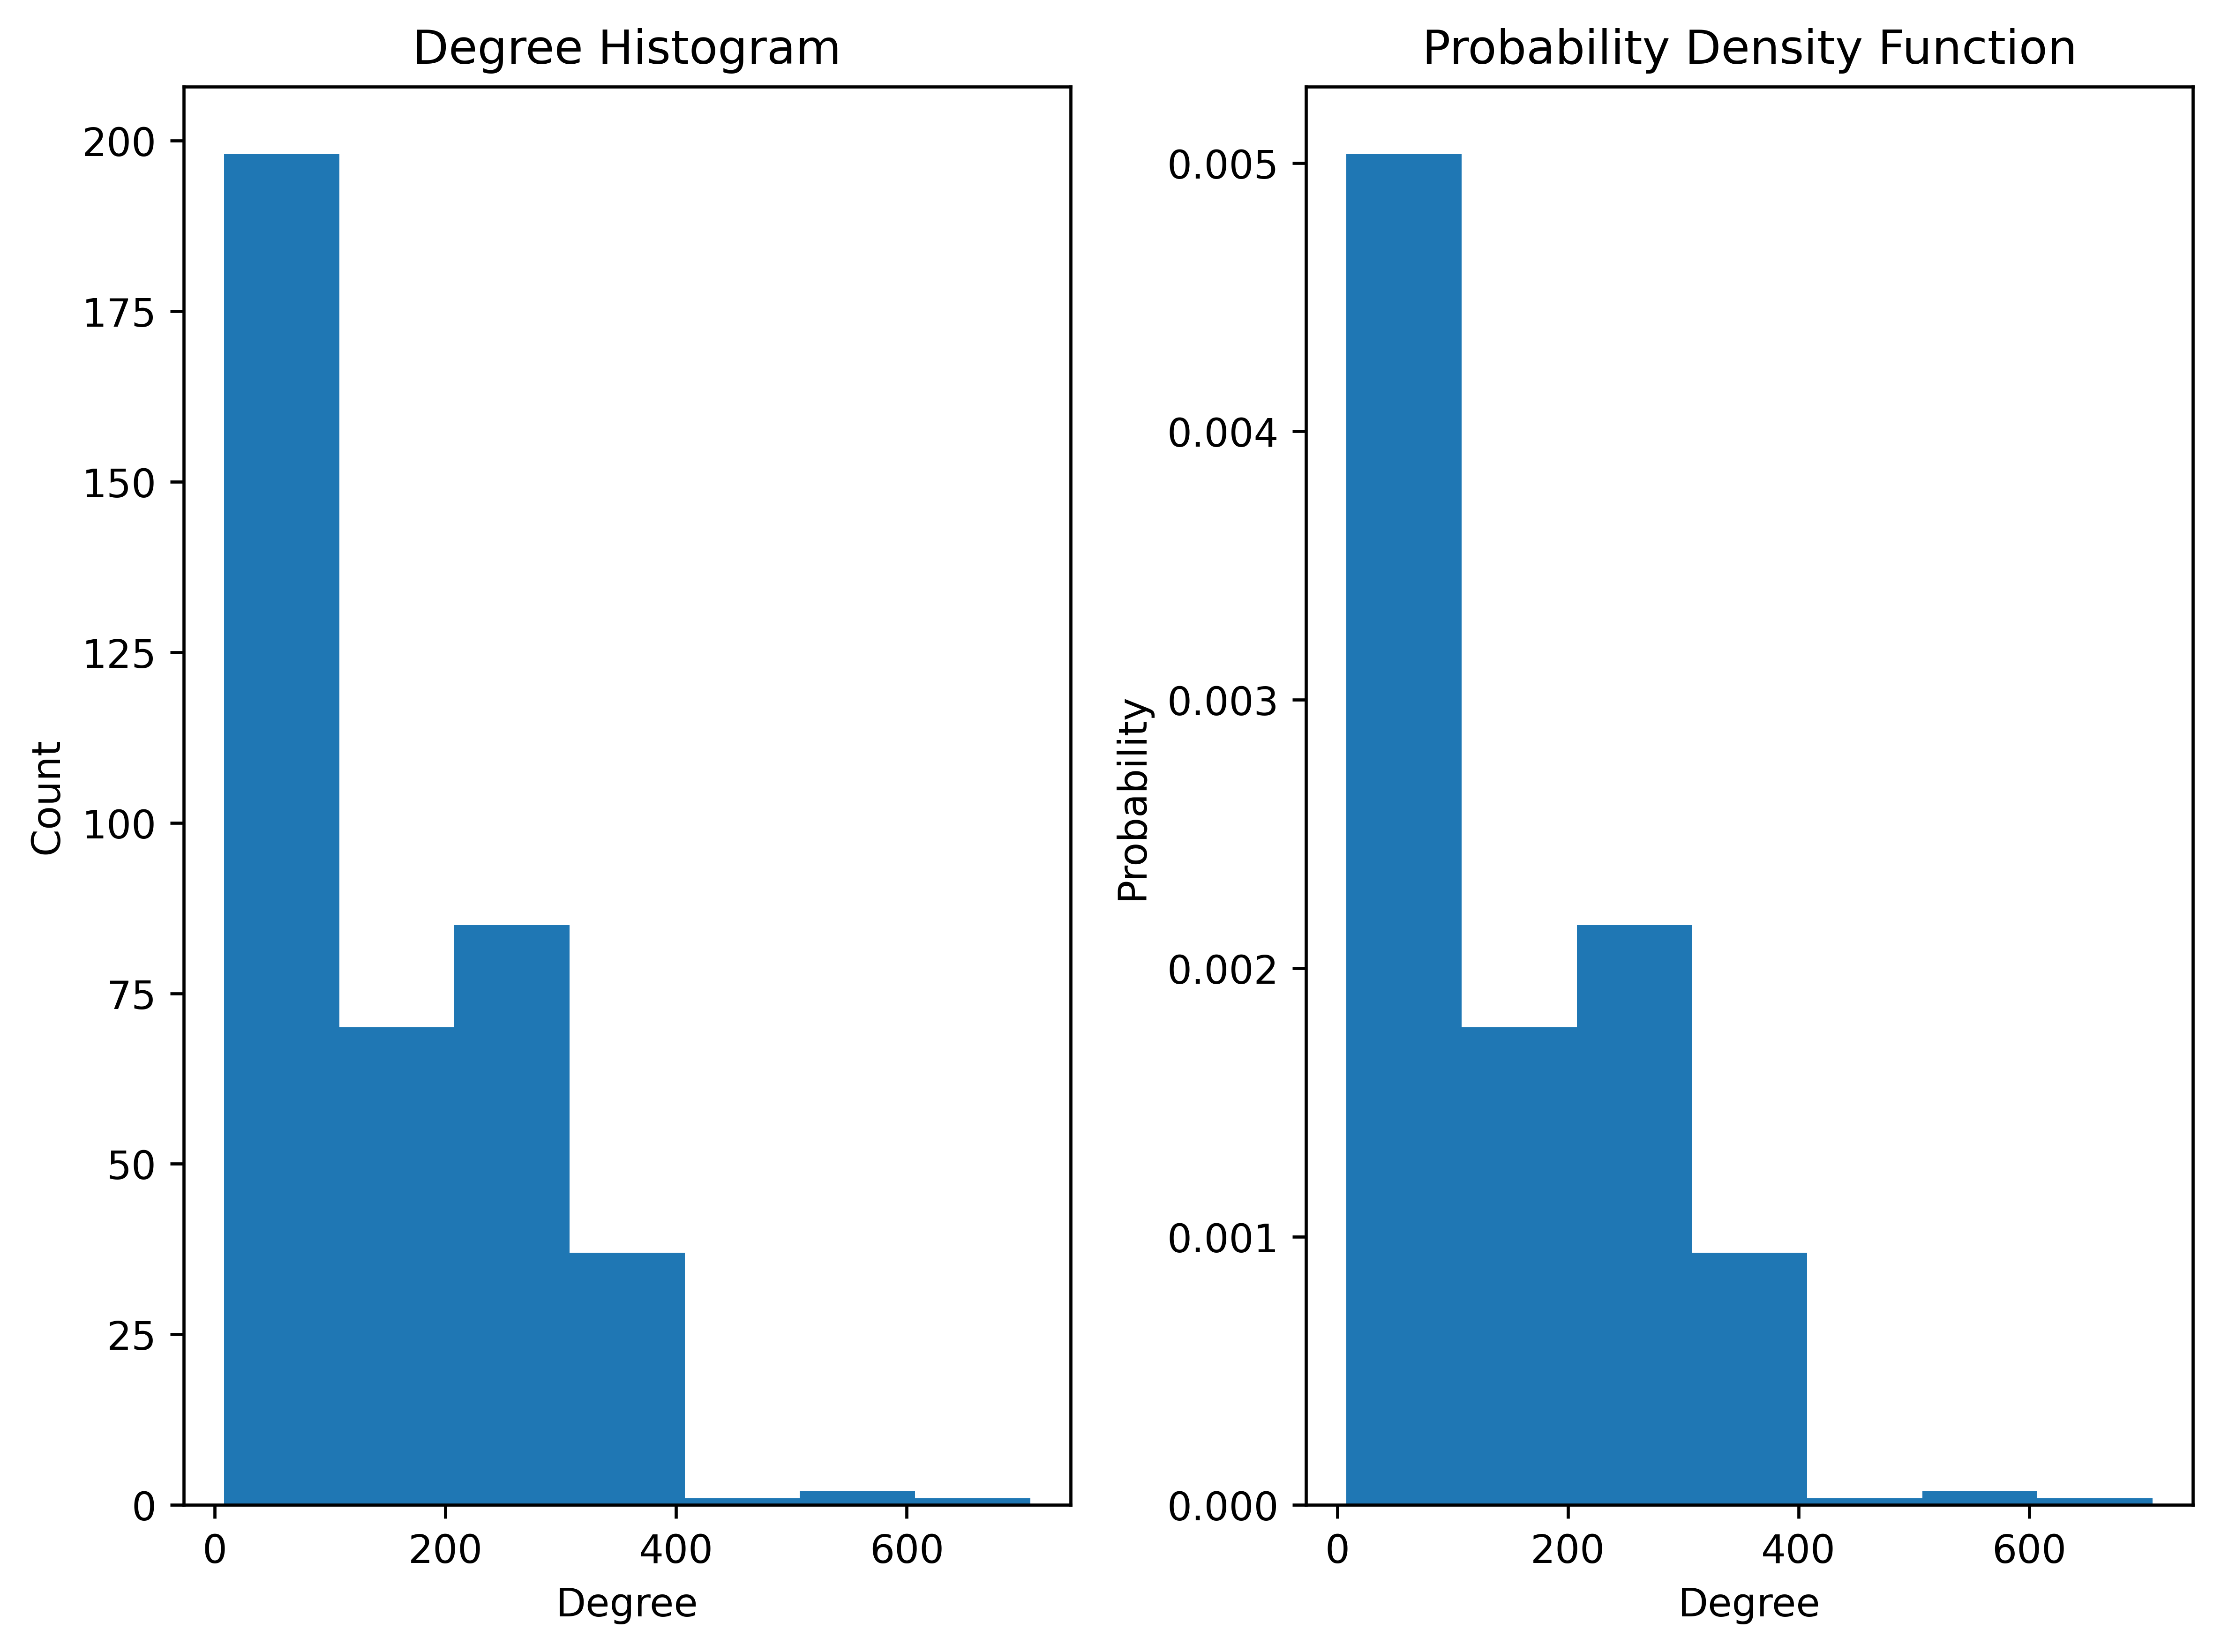 Degree Histogram
200
175
150
125
100
75
50
25
0
Count
0 200 400 600
Degree
Probability Density Function
0.005
0.004
0.003
0.002
0.001
0.000
Probability
0 200 400 600
Degree